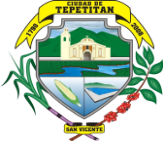 CIUDAD DE
TEPETITAN
1790 2008
SAN VICENTE